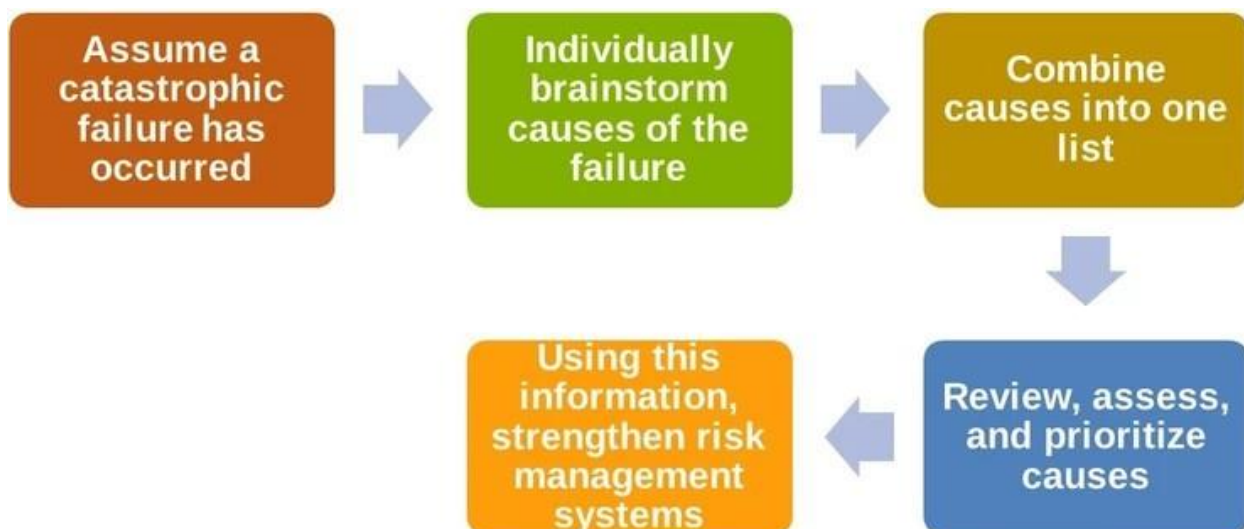 Assume a
catastrophic
failure has
occurred
Individually
brainstorm
causes of the
failure
Combine
causes into one
list
Review, assess,
and prioritize
causes
Using this
information,
strengthen risk
management
systems